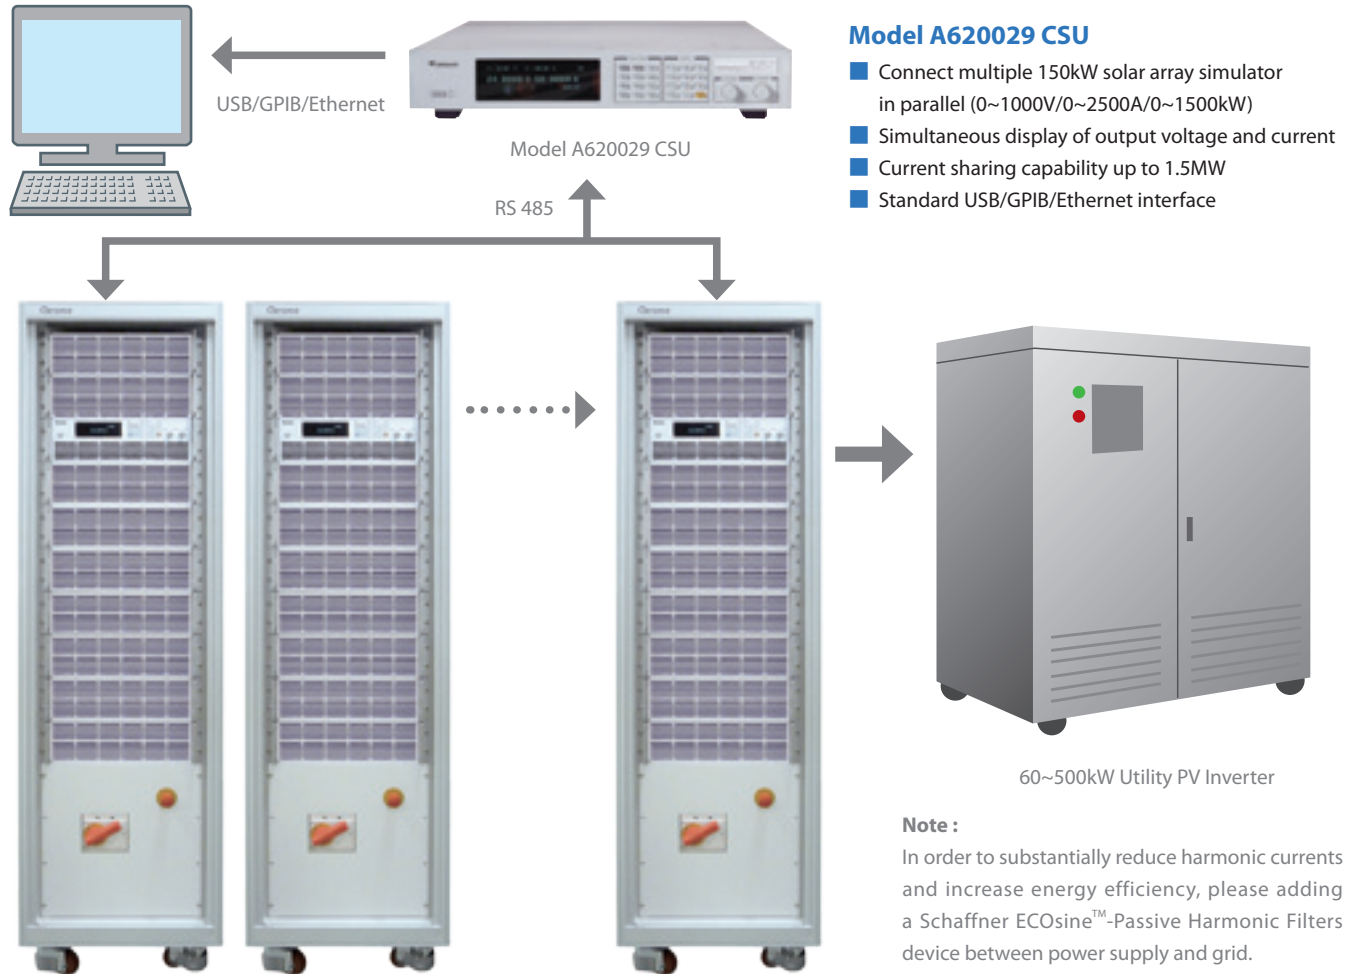 Model A620029 CSU
■ Connect multiple 150kW solar array simulator
in parallel (0~1000V/0~2500A/0~1500kW)
■ Simultaneous display of output voltage and current
■ Current sharing capability up to 1.5MW
■ Standard USB/GPIB/Ethernet interface
USB/GPIB/Ethernet
Model A620029 CSU
RS 485
Chroma
Chroma
Chroma
60~500kW Utility PV Inverter
Note :
In order to substantially reduce harmonic currents
and increase energy efficiency, please adding
a Schaffner ECOsine™-Passive Harmonic Filters
device between power supply and grid.